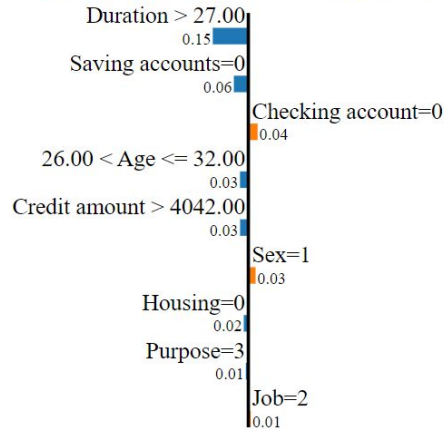 Duration > 27.00
0.15
Saving accounts=0
0.06
Checking account=0
0.04
26.00 < Age <= 32.00
0.03
Credit amount > 4042.00
0.03
Sex=1
0.03
Housing=0
0.02
Purpose=3
0.01
Job=2
0.01